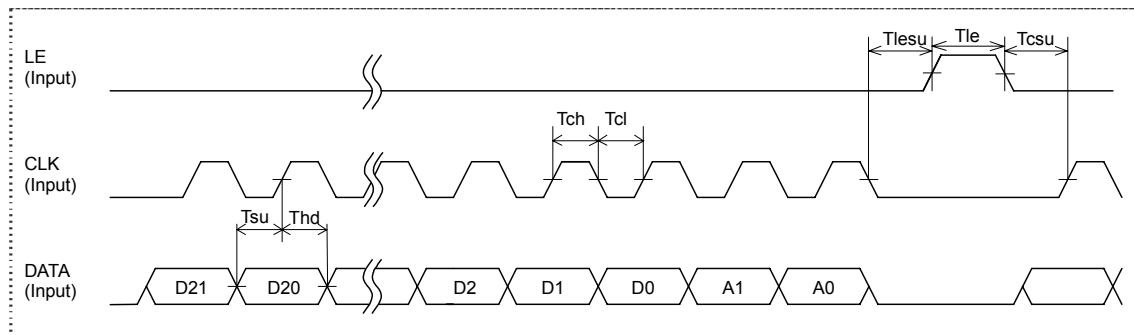 LE
(Input)
Tlesu
Tle
Tcsu
CLK
(Input)
Tch
Tcl
Tsu
Thd
DATA
(Input)
D21
D20
D2
D1
D0
A1
A0